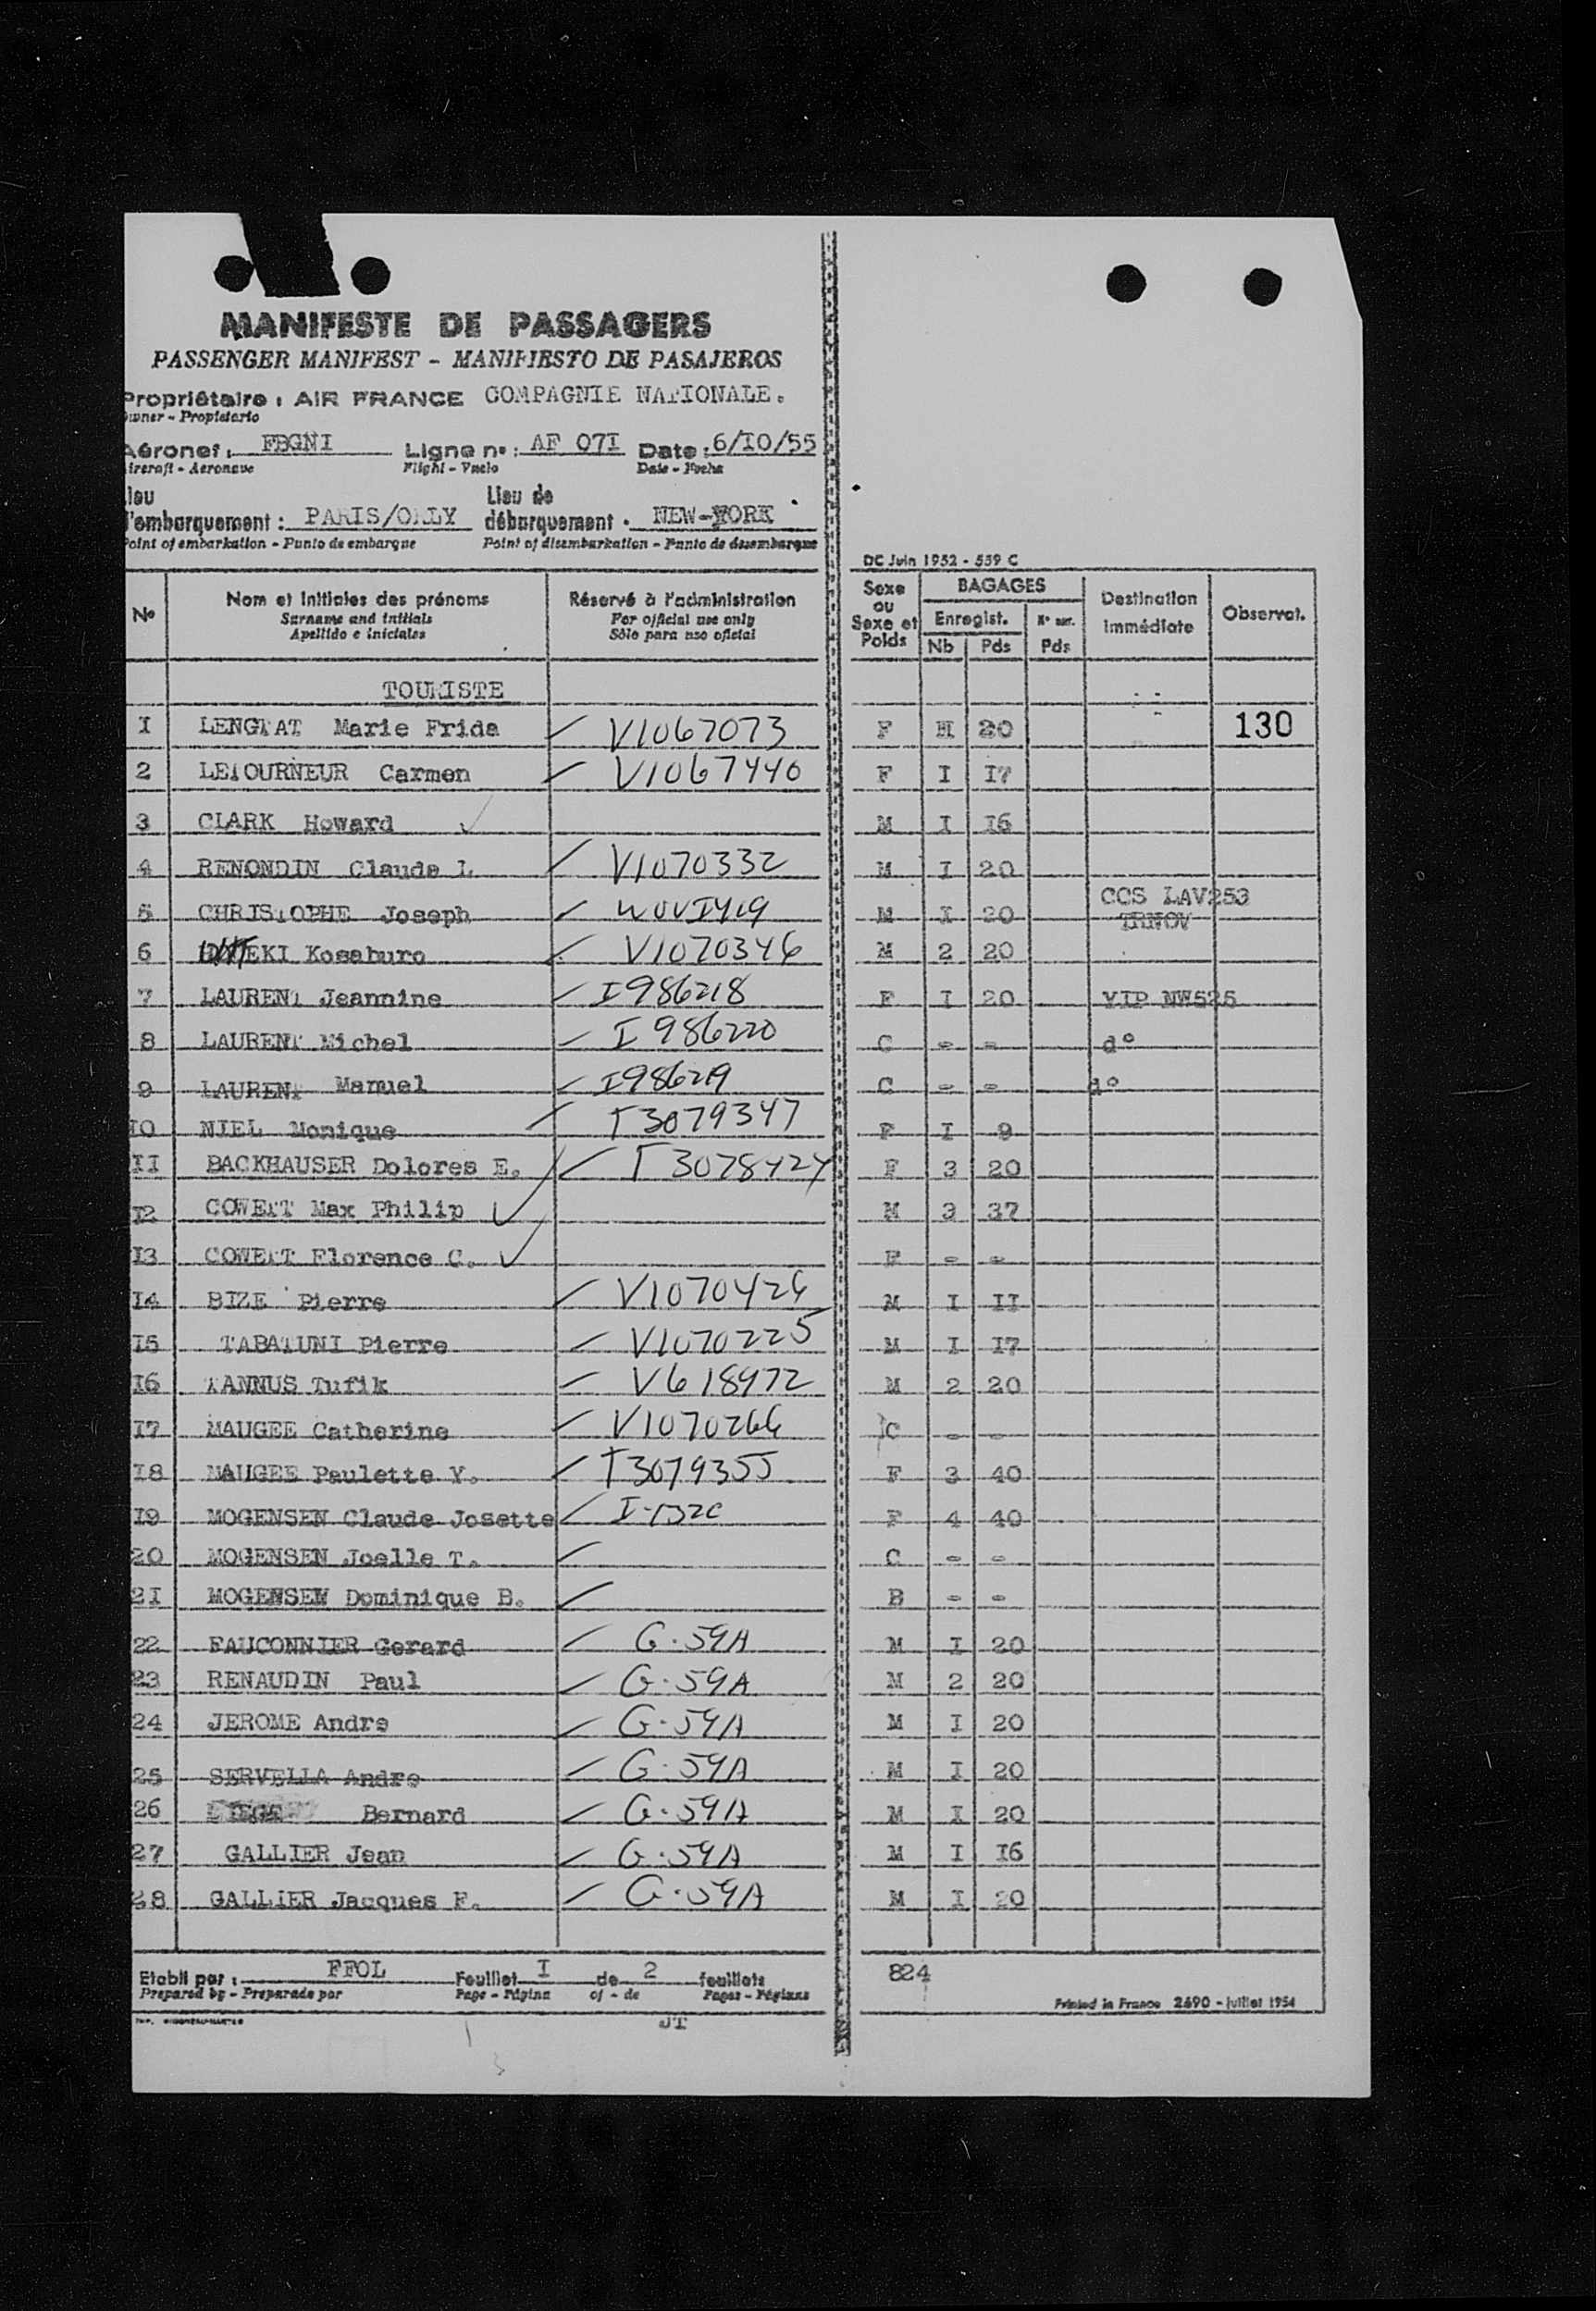 MANIFESTE DE PASSAGERS
PASSENGER MANIFEST - MANIFIESTO DE PASAJEROS
Propriétaire : AIR FRANCE COMPAGNIE NATIONALE.
Owner - Propietario
Aéronef : FBGNI Ligne n° : AF 07I Date : 6/IO/55
Aircraft - Aeronave Flight - Vuelo Date - Fecha
Lieu Lieu de
d'embarquement : PARIS/ORLY débarquement : NEW-YORK
Point of embarkation - Punto de embarque Point of disembarkation - Punto de desembarque
DC Juin 1952 - 559 C
N° Nom et initiales des prénoms Réservé à l'administration Sexe ou Sexe et Poids BAGAGES Destination immédiate Observat.
Surname and initials For official use only Enregist.
Apellido e iniciales Sólo para uso oficial Nb Pds Pds
TOURISTE
I LENGTAT Marie Frida V1067073 F 20 130
2 LETOURNEUR Carmen V1067440 F I I7
3 CLARK Howard M I I6
4 RENONDIN Claude L V1070332 M I 20
5 CHRISTOPHE Joseph M I 20 CCS LAV253
TRNOV
6 Kosaburo V1070346 M 2 20
7 LAURENT Jeannine I986218 F I 20 VIP NW525
8 LAURENT Michel I986220 C - - d°
9 LAURENT Manuel I986219 C - - d°
IO NIEL Monique T3079347 F I 9
II BACKHAUSER Dolores E. T3078424 F 3 20
I2 COWETT Max Philip M 3 37
I3 COWETT Florence C. F - -
I4 BIZE Pierre V1070426 M I II
I5 TABATUNI Pierre V1070225 M I I7
I6 TANNUS Tufik V618972 M 2 20
I7 MAUGEE Catherine V1070266 C - -
I8 MAUGEE Paulette Y. T3079355 F 3 40
I9 MOGENSEN Claude Josette F 4 40
20 MOGENSEN Joelle T. C - -
2I MOGENSEN Dominique B. B - -
22 FAUCONNIER Gerard G.59A M I 20
23 RENAUDIN Paul G.59A M 2 20
24 JEROME Andre G.59A M I 20
25 SERVELLA Andre G.59A M I 20
26 Bernard G.59A M I 20
27 GALLIER Jean G.59A M I I6
28 GALLIER Jacques F. G.59A M I 20
Etabli par : FFOL Feuillet I de 2 feuillets 824
Prepared by - Preparado por Page - Página of - de Pages - Páginas
Printed in France 2690 - Juillet 1954
JT